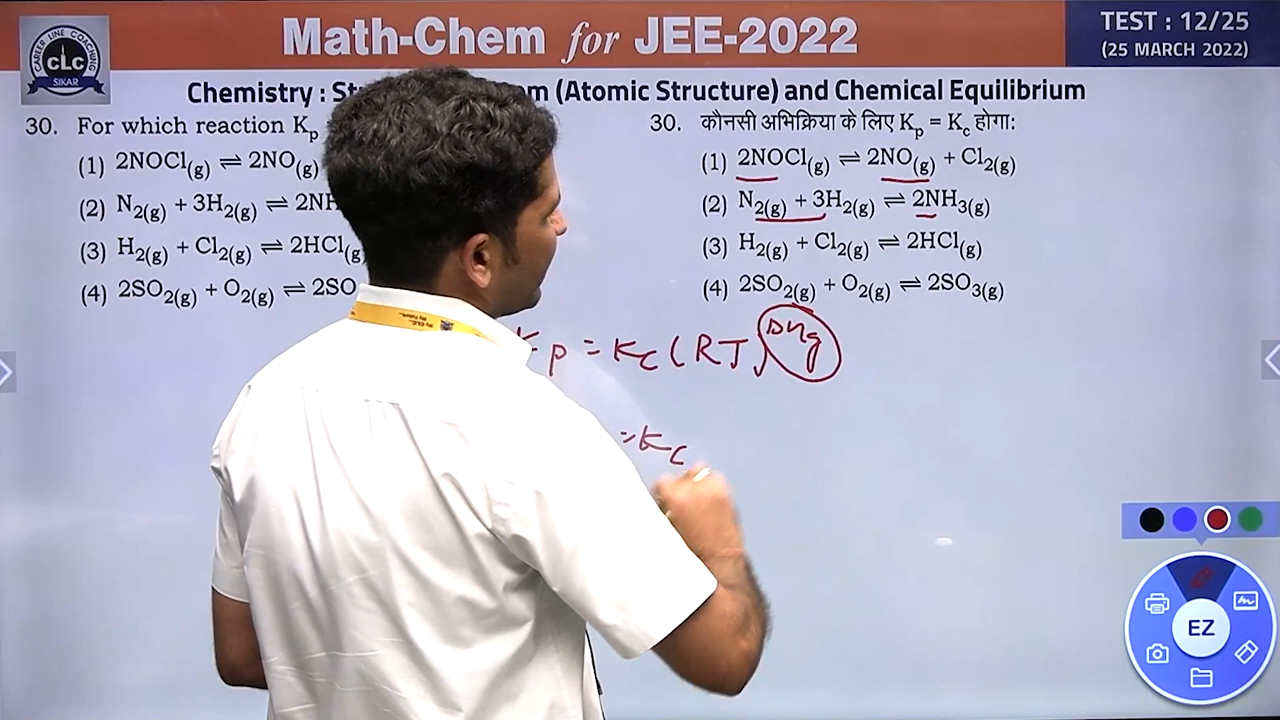 CAREER LINE COACHING
CLC
SIKAR
Math-Chem for JEE-2022
TEST : 12/25
(25 MARCH 2022)
Chemistry : (Atomic Structure) and Chemical Equilibrium
30. For which reaction Kₚ
(1) 2NOCl(g) ⇌ 2NO(g)
(2) N₂(g) + 3H₂(g) ⇌ 2NH
(3) H₂(g) + Cl₂(g) ⇌ 2HCl(g
(4) 2SO₂(g) + O₂(g) ⇌ 2SO
30. कौनसी अभिक्रिया के लिए Kₚ = K꜀ होगा:
(1) 2NOCl(g) ⇌ 2NO(g) + Cl₂(g)
(2) N₂(g) + 3H₂(g) ⇌ 2NH₃(g)
(3) H₂(g) + Cl₂(g) ⇌ 2HCl(g)
(4) 2SO₂(g) + O₂(g) ⇌ 2SO₃(g)
Kp = Kc (RT)Δng
= Kc
EZ